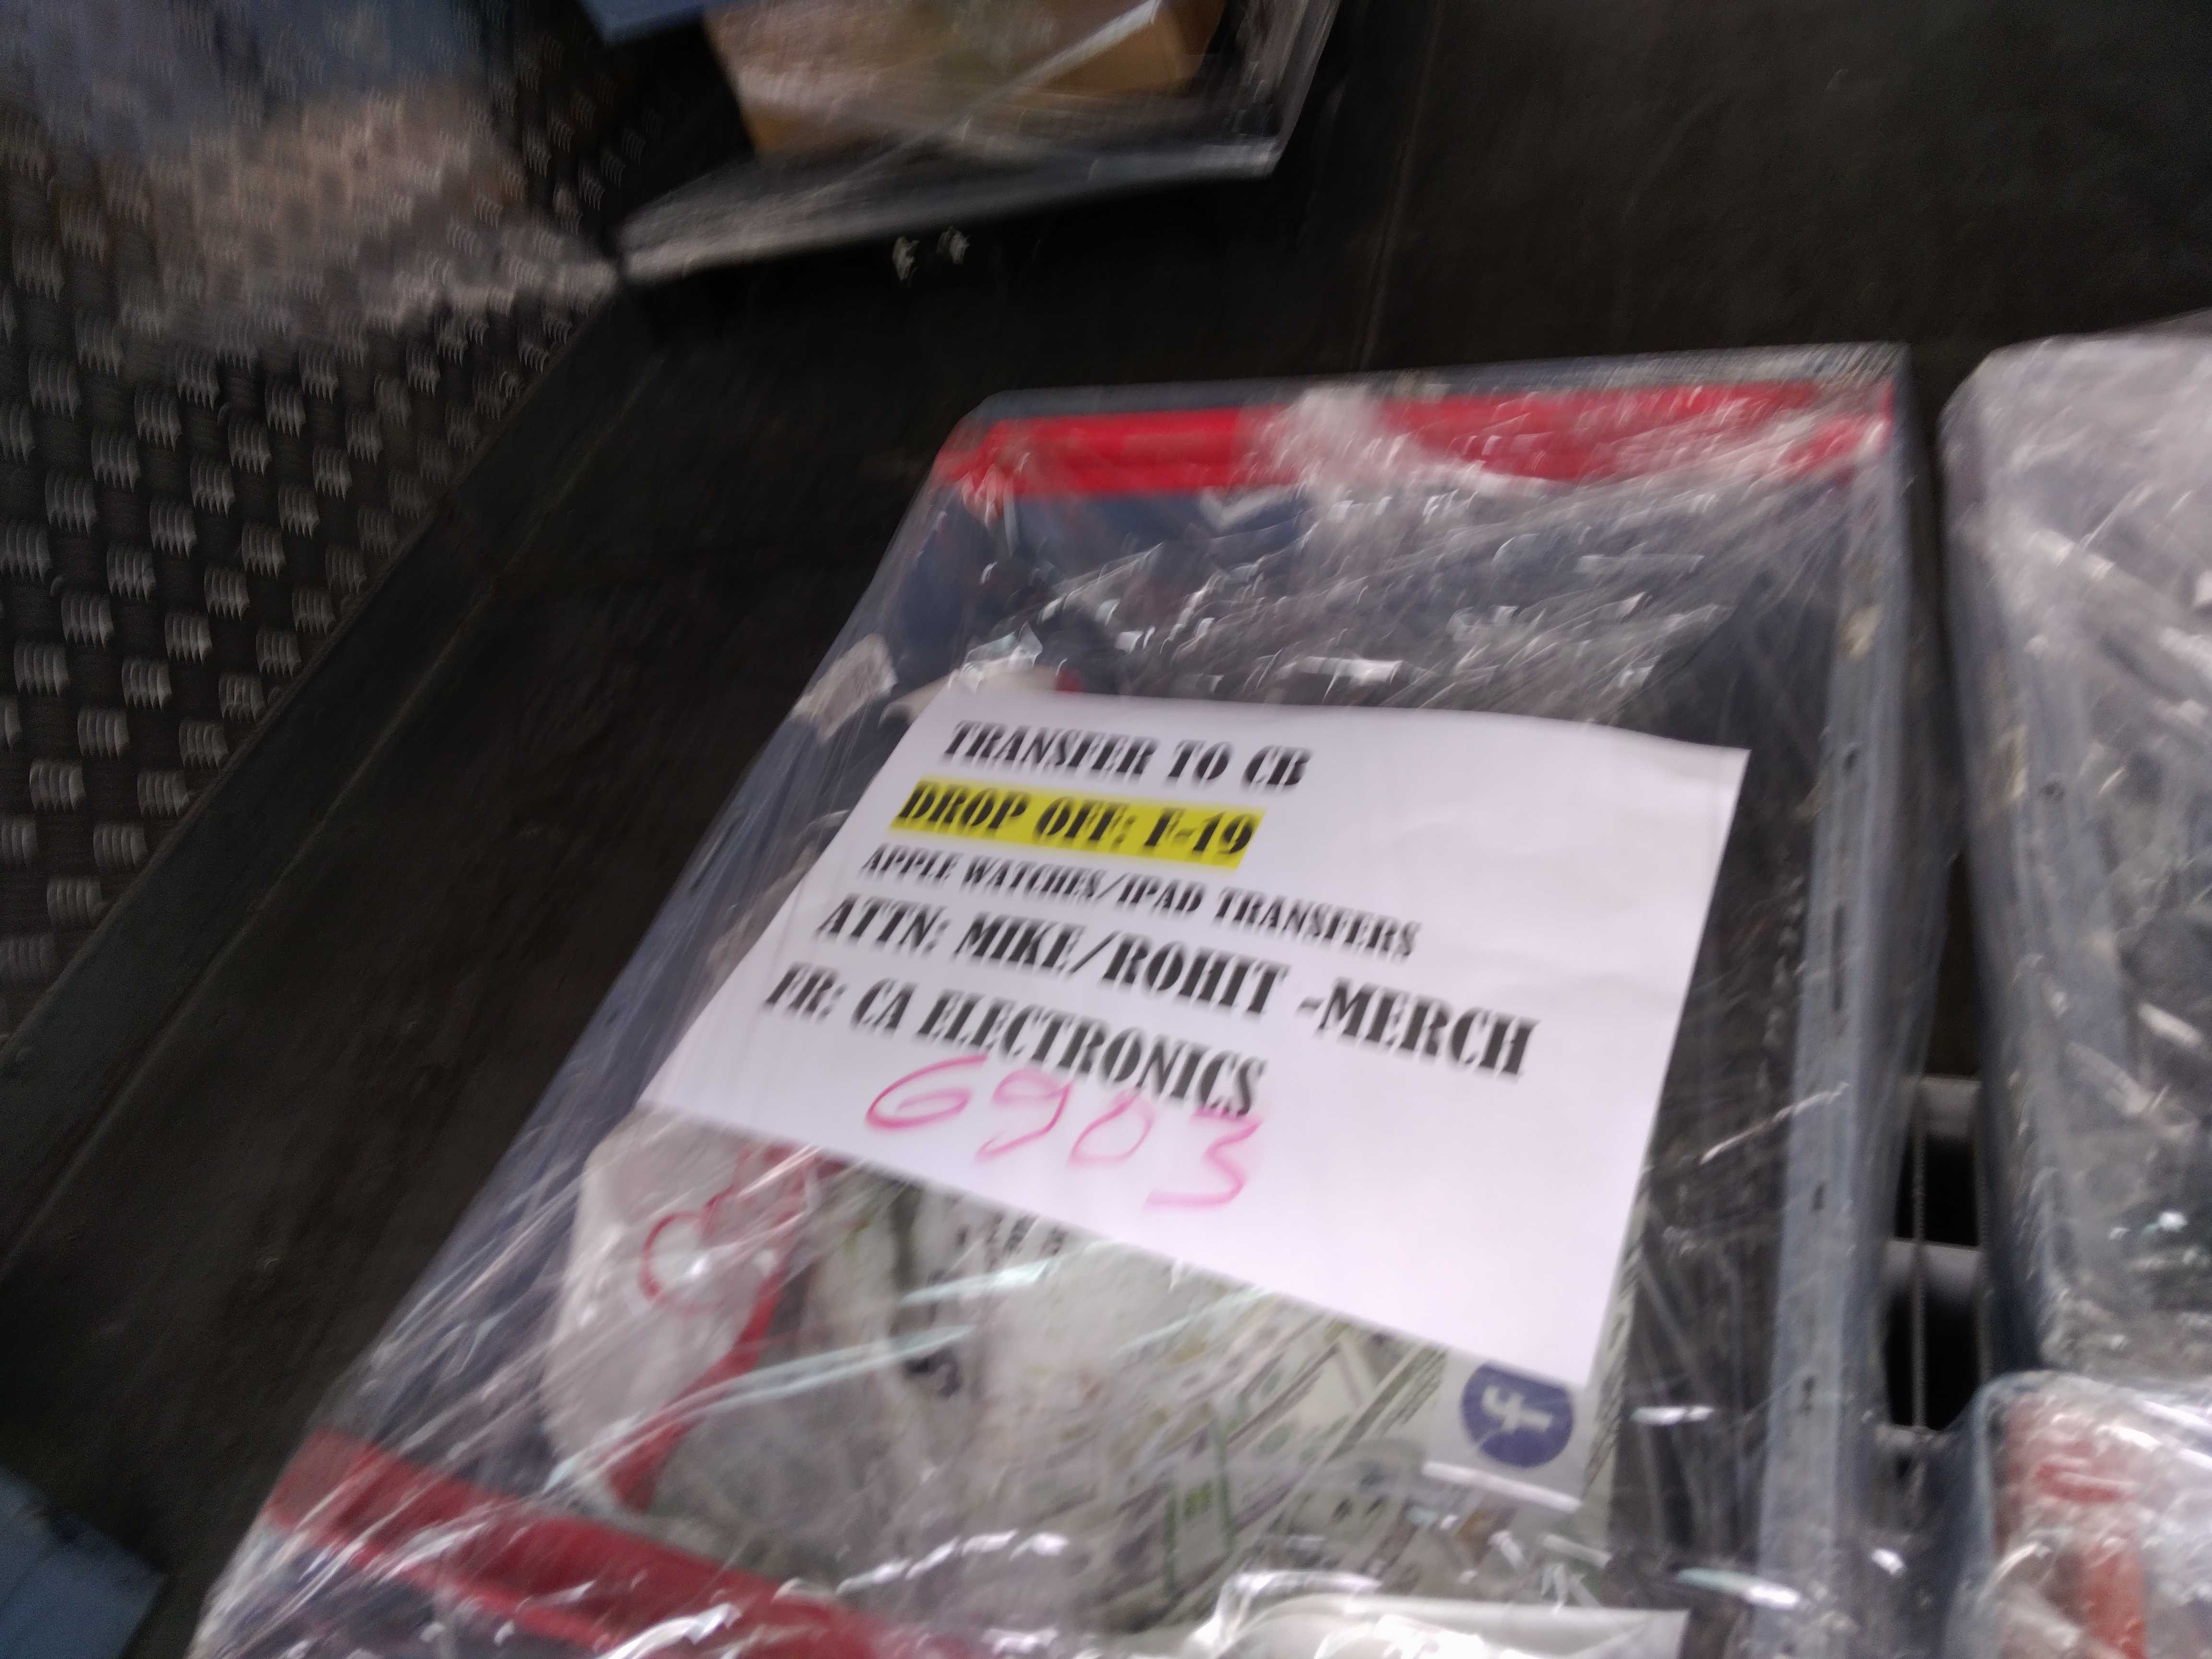 TRANSFER TO CB
DROP OFF: F-19
APPLE WATCHES/IPAD TRANSFERS
ATTN: MIKE/ROHIT -MERCH
FR: CA ELECTRONICS
6903
f